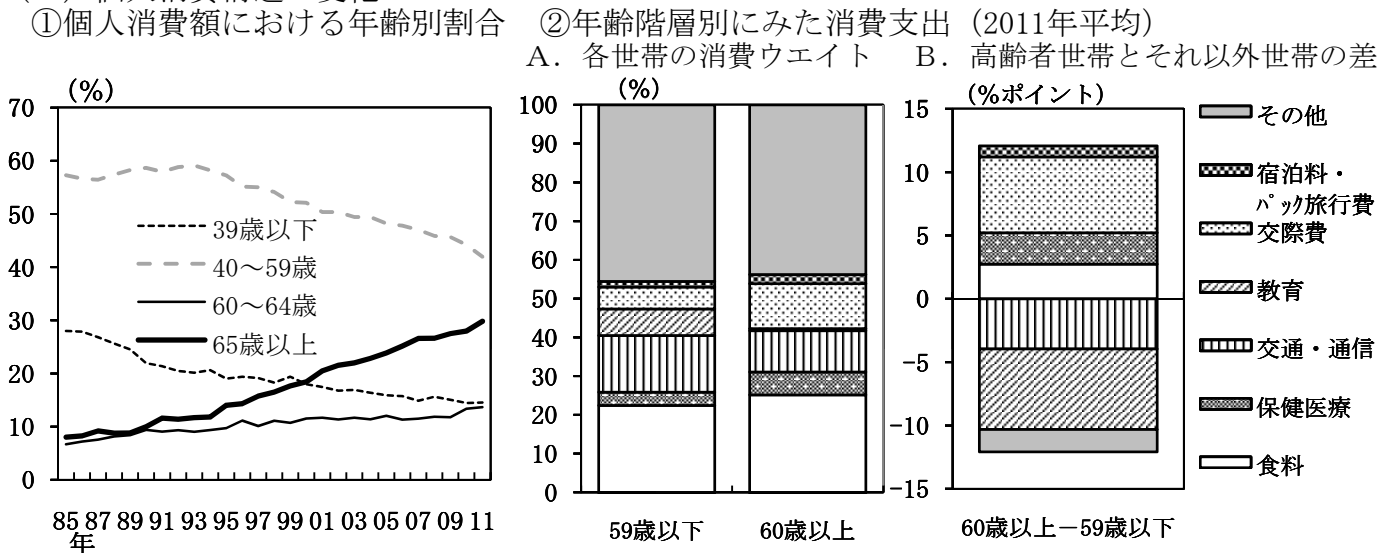 ①個人消費額における年齢別割合
②年齢階層別にみた消費支出（2011年平均）
A．各世帯の消費ウエイト
B．高齢者世帯とそれ以外世帯の差
(%)
70
60
50
40
30
20
10
0
39歳以下
40～59歳
60～64歳
65歳以上
85 87 89 91 93 95 97 99 01 03 05 07 09 11
年
(%)
100
90
80
70
60
50
40
30
20
10
0
59歳以下
60歳以上
(%ポイント)
15
10
5
0
-5
-10
-15
60歳以上－59歳以下
その他
宿泊料・
ﾊﾟｯｸ旅行費
交際費
教育
交通・通信
保健医療
食料